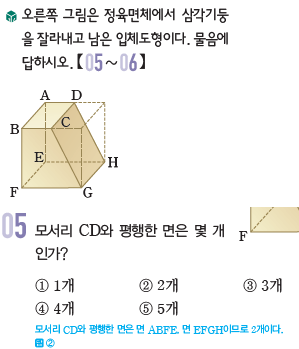 오른쪽 그림은 정육면체에서 삼각기둥
을 잘라내고 남은 입체도형이다. 물음에
답하시오.【05~06】
A D
B C
E H
F G
05 모서리 CD와 평행한 면은 몇 개
인가?
F
① 1개 ② 2개 ③ 3개
④ 4개 ⑤ 5개
모서리 CD와 평행한 면은 면 ABFE, 면 EFGH이므로 2개이다.
답 ②